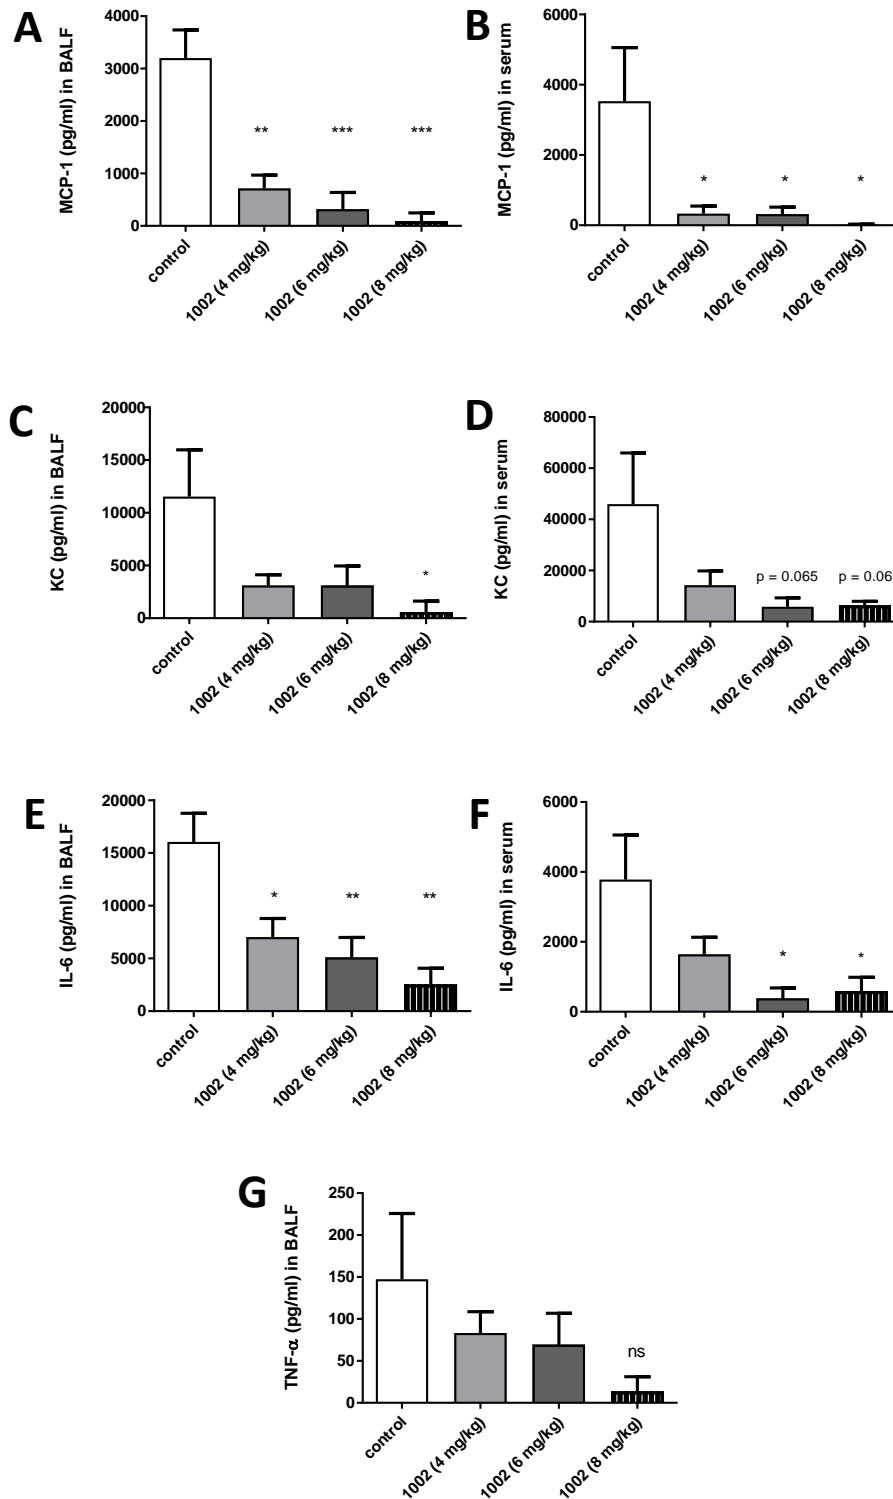 A
MCP-1 (pg/ml) in BALF
4000
3000
2000
1000
0
** *** ***
control
1002 (4 mg/kg)
1002 (6 mg/kg)
1002 (8 mg/kg)
B
MCP-1 (pg/ml) in serum
6000
4000
2000
0
* * *
control
1002 (4 mg/kg)
1002 (6 mg/kg)
1002 (8 mg/kg)
C
KC (pg/ml) in BALF
20000
15000
10000
5000
0
*
control
1002 (4 mg/kg)
1002 (6 mg/kg)
1002 (8 mg/kg)
D
KC (pg/ml) in serum
80000
60000
40000
20000
0
p = 0.065 p = 0.06
control
1002 (4 mg/kg)
1002 (6 mg/kg)
1002 (8 mg/kg)
E
IL-6 (pg/ml) in BALF
20000
15000
10000
5000
0
* ** **
control
1002 (4 mg/kg)
1002 (6 mg/kg)
1002 (8 mg/kg)
F
IL-6 (pg/ml) in serum
6000
4000
2000
0
* *
control
1002 (4 mg/kg)
1002 (6 mg/kg)
1002 (8 mg/kg)
G
TNF-α (pg/ml) in BALF
250
200
150
100
50
0
ns
control
1002 (4 mg/kg)
1002 (6 mg/kg)
1002 (8 mg/kg)